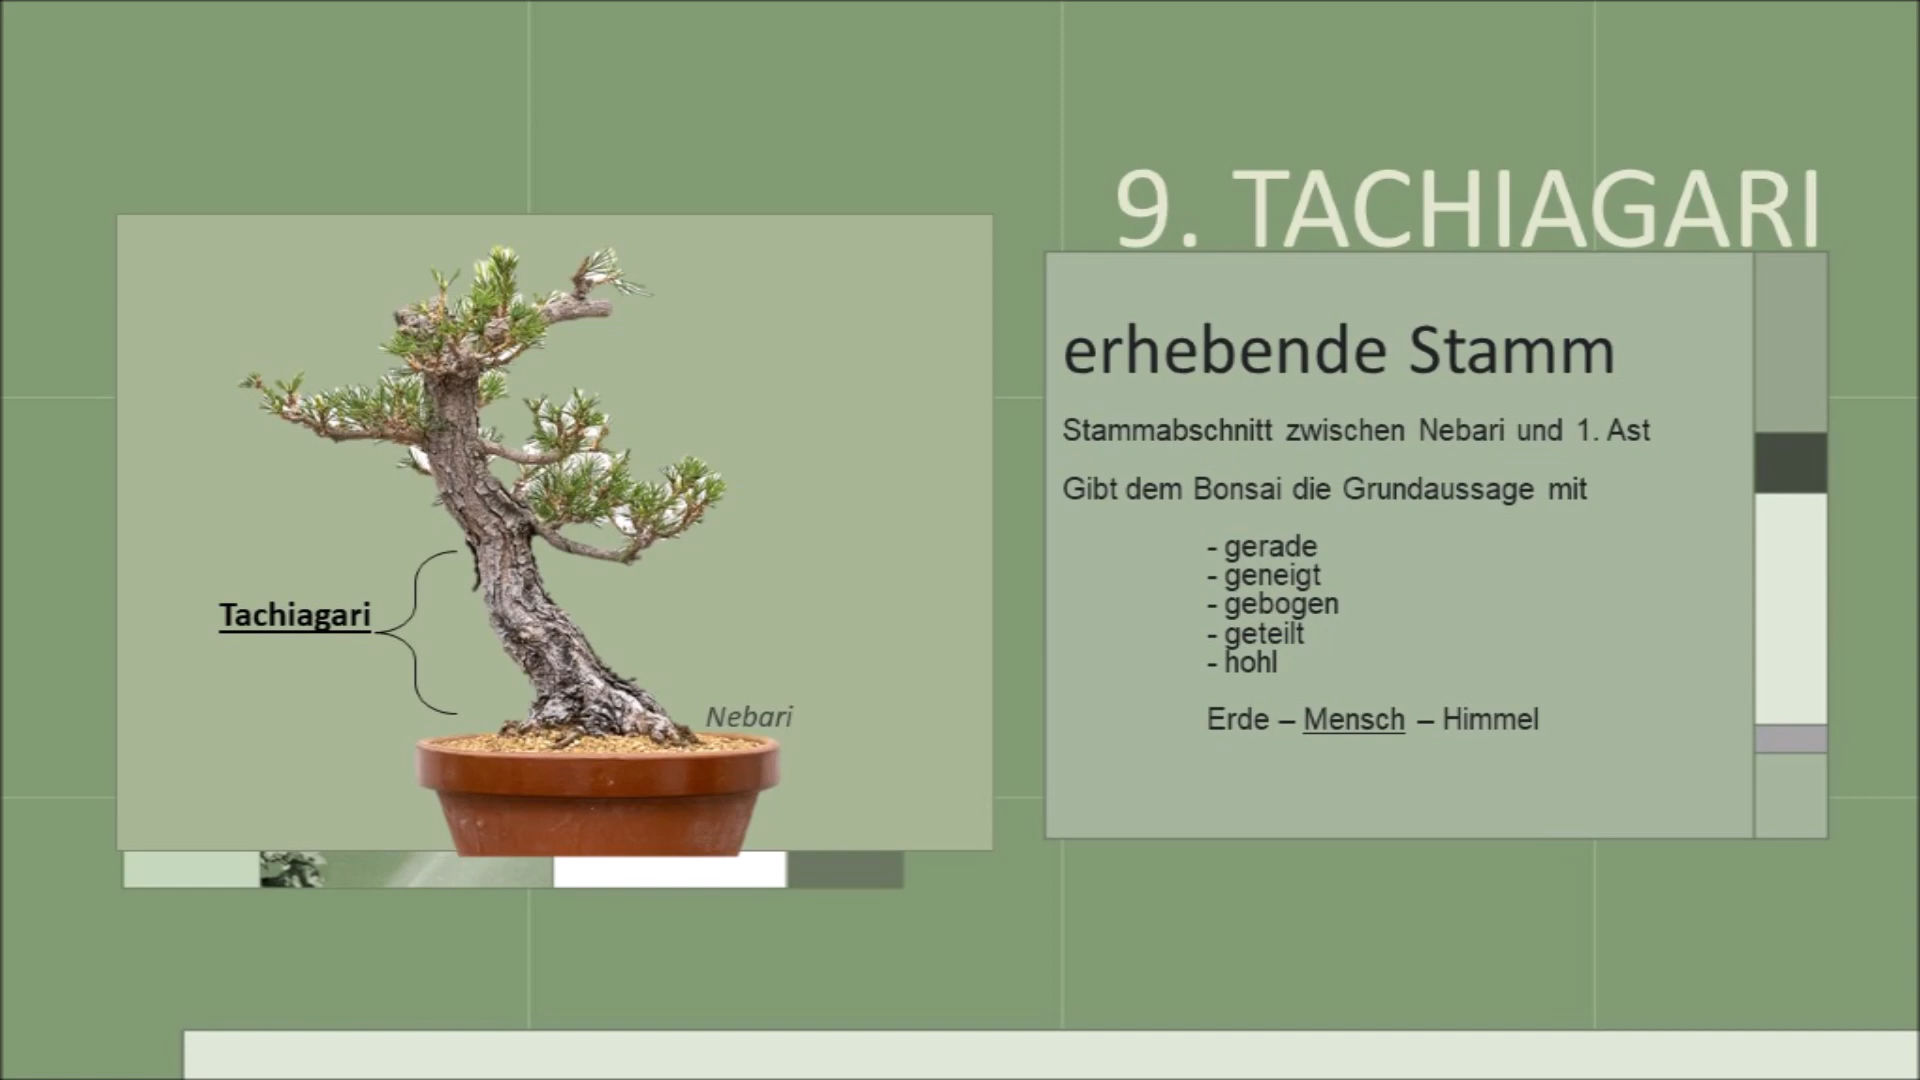 9. TACHIAGARI
erhebende Stamm
Stammabschnitt zwischen Nebari und 1. Ast
Gibt dem Bonsai die Grundaussage mit
- gerade
- geneigt
- gebogen
- geteilt
- hohl
Erde – Mensch – Himmel
Tachiagari
Nebari